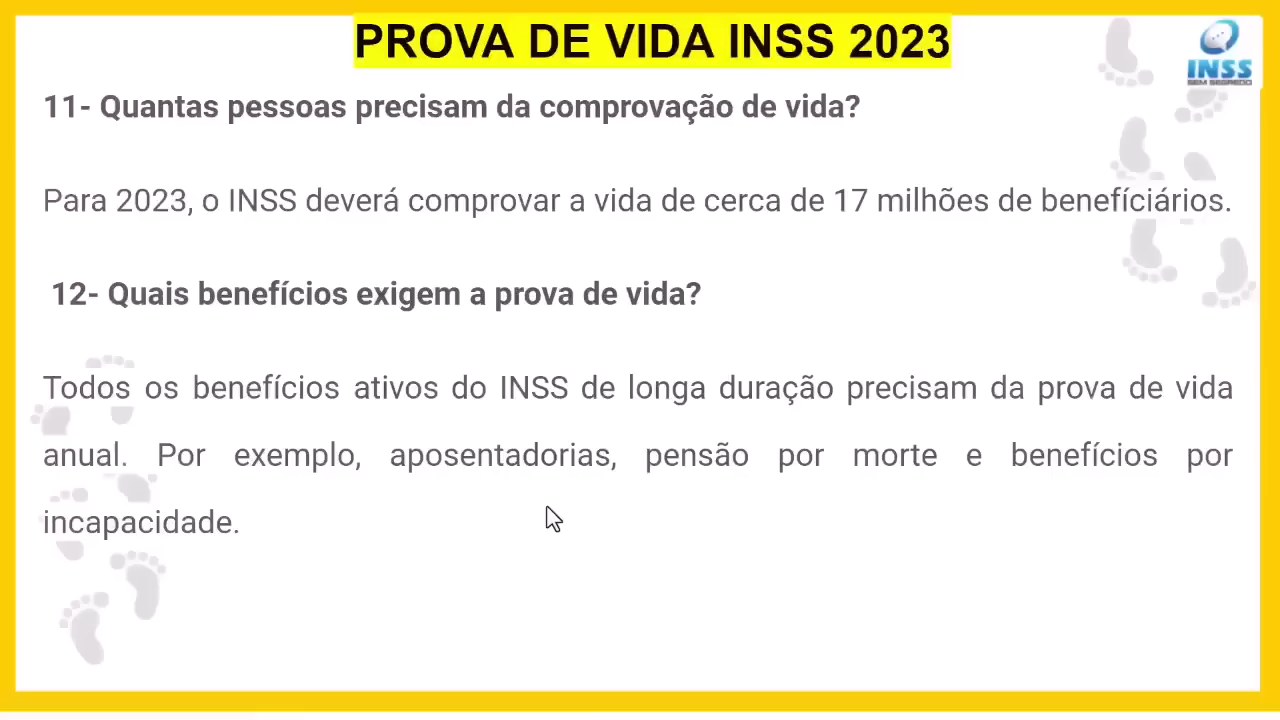 PROVA DE VIDA INSS 2023
INSS
SEM SEGREDO
11- Quantas pessoas precisam da comprovação de vida?
Para 2023, o INSS deverá comprovar a vida de cerca de 17 milhões de benefíciários.
12- Quais benefícios exigem a prova de vida?
Todos os benefícios ativos do INSS de longa duração precisam da prova de vida
anual. Por exemplo, aposentadorias, pensão por morte e benefícios por
incapacidade.